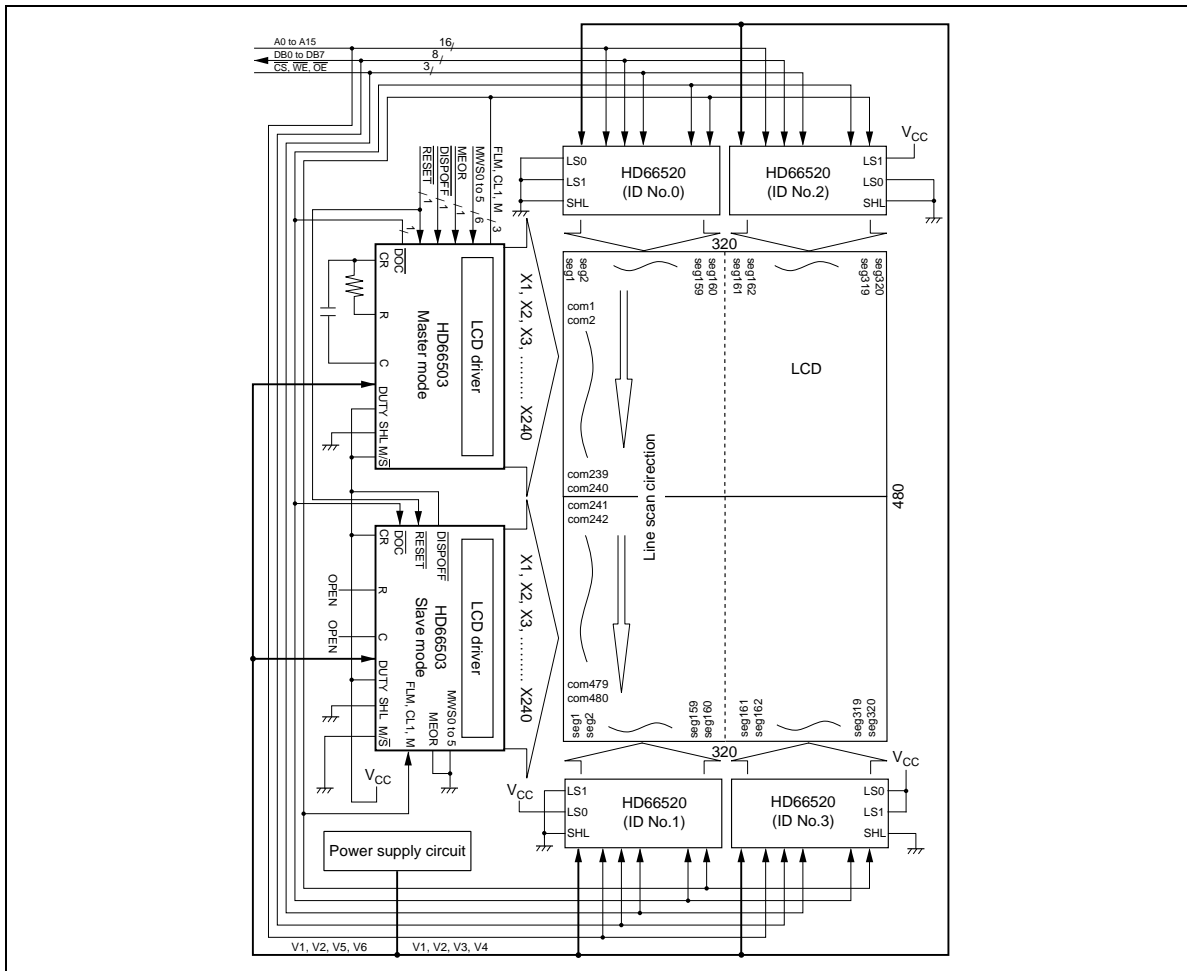 A0 to A15 16
DB0 to DB7 8
CS, WE, OE 3
RESET 1
DISPOFF 1
MEOR 1
MWS0 to 5 6
FLM, CL1, M 3
LS0
LS1
SHL
HD66520
(ID No.0)
HD66520
(ID No.2)
LS1
LS0
SHL
VCC
1
DOC
CR
R
C
DUTY
SHL
M/S
HD66503
Master mode
LCD driver
X1, X2, X3, ......... X240
320
seg1
seg2
seg159
seg160
seg161
seg162
seg319
seg320
com1
com2
LCD
com239
com240
com241
com242
Line scan cirection
480
com479
com480
CR
DOC
RESET
DISPOFF
OPEN
R
OPEN
C
DUTY
SHL
M/S
FLM, CL1, M
MEOR
MWS0 to 5
HD66503
Slave mode
LCD driver
X1, X2, X3, ......... X240
VCC
seg1
seg2
seg159
seg160
seg161
seg162
seg319
seg320
320
VCC
LS1
LS0
SHL
HD66520
(ID No.1)
HD66520
(ID No.3)
LS0
LS1
SHL
VCC
Power supply circuit
V1, V2, V5, V6
V1, V2, V3, V4